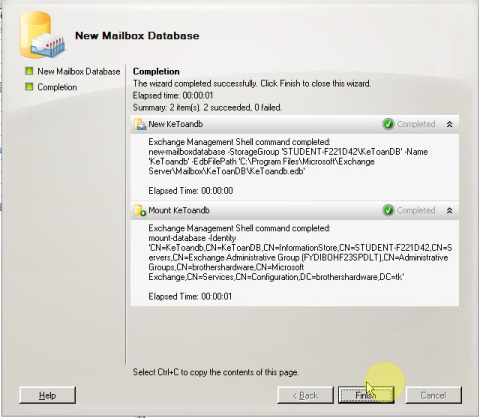 New Mailbox Database
New Mailbox Database
Completion
Completion
The wizard completed successfully. Click Finish to close this wizard.
Elapsed time: 00:00:01
Summary: 2 item(s). 2 succeeded, 0 failed.
New KeToandb
Completed
Exchange Management Shell command completed:
new-mailboxdatabase -StorageGroup 'STUDENT-F221D42\KeToanDB' -Name
'KeToandb' -EdbFilePath 'C:\Program Files\Microsoft\Exchange
Server\Mailbox\KeToanDB\KeToandb.edb'
Elapsed Time: 00:00:00
Mount KeToandb
Completed
Exchange Management Shell command completed:
mount-database -Identity
'CN=KeToandb,CN=KeToanDB,CN=InformationStore,CN=STUDENT-F221D42,CN=S
ervers,CN=Exchange Administrative Group (FYDIBOHF23SPDLT),CN=Administrative
Groups,CN=brothershardware,CN=Microsoft
Exchange,CN=Services,CN=Configuration,DC=brothershardware,DC=tk'
Elapsed Time: 00:00:01
Select Ctrl+C to copy the contents of this page.
Help
< Back
Finish
Cancel